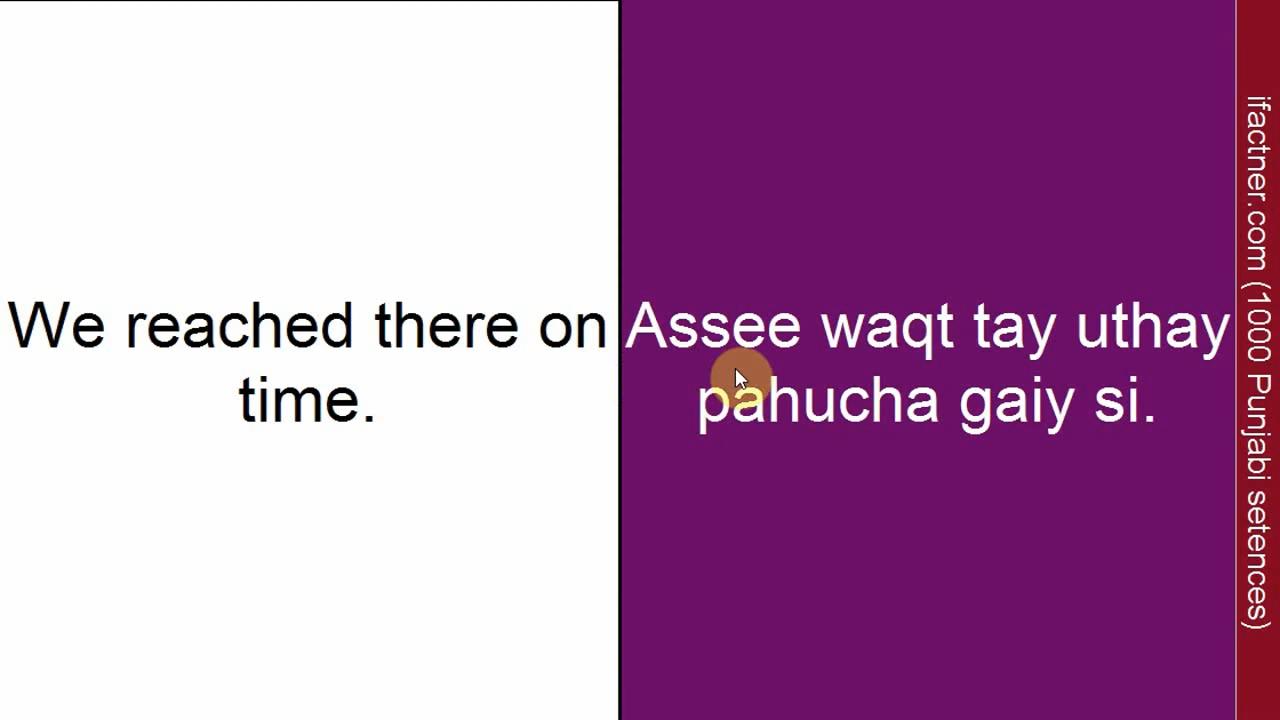 We reached there on
time.
Assee waqt tay uthay
pahucha gaiy si.
ifactner.com (1000 Punjabi setences)